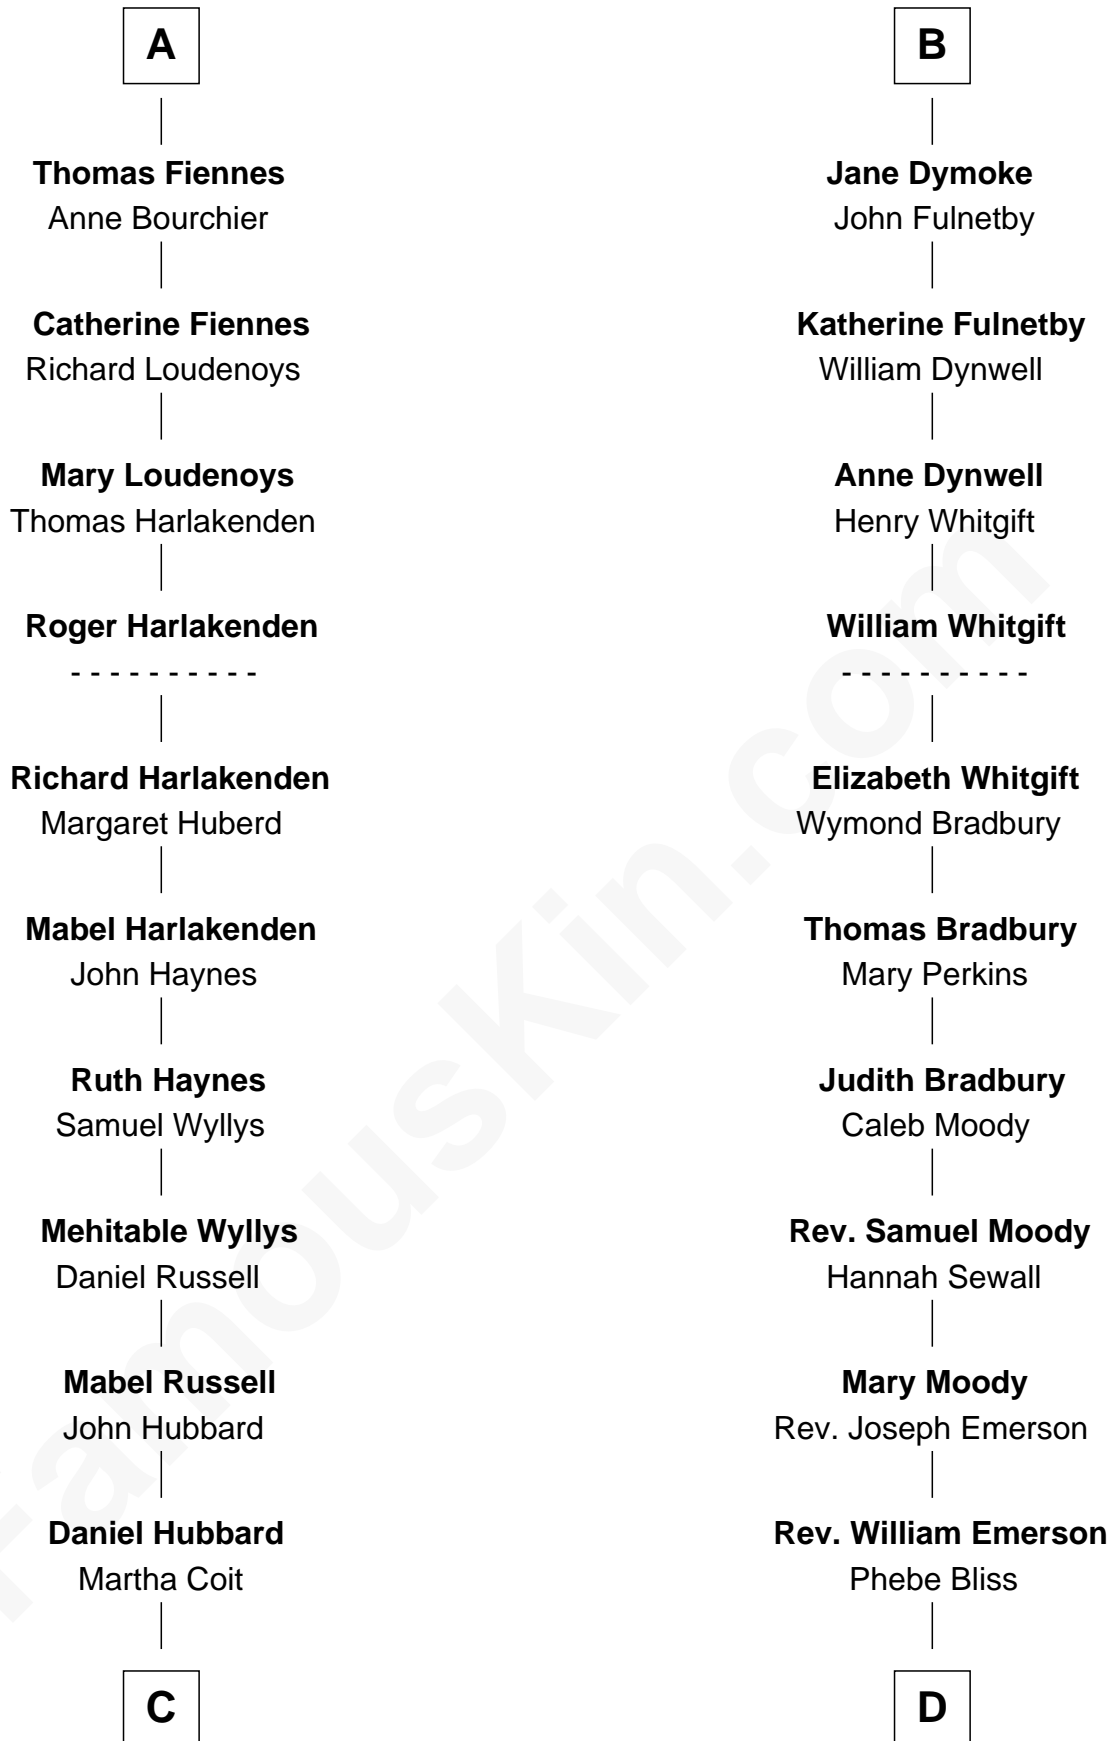 A
Thomas Fiennes
Anne Bourchier
Catherine Fiennes
Richard Loudenoys
Mary Loudenoys
Thomas Harlakenden
Roger Harlakenden
- - - - - - - - - -
Richard Harlakenden
Margaret Huberd
Mabel Harlakenden
John Haynes
Ruth Haynes
Samuel Wyllys
Mehitable Wyllys
Daniel Russell
Mabel Russell
John Hubbard
Daniel Hubbard
Martha Coit
C
B
Jane Dymoke
John Fulnetby
Katherine Fulnetby
William Dynwell
Anne Dynwell
Henry Whitgift
William Whitgift
- - - - - - - - - -
Elizabeth Whitgift
Wymond Bradbury
Thomas Bradbury
Mary Perkins
Judith Bradbury
Caleb Moody
Rev. Samuel Moody
Hannah Sewall
Mary Moody
Rev. Joseph Emerson
Rev. William Emerson
Phebe Bliss
D
FamousKin.com